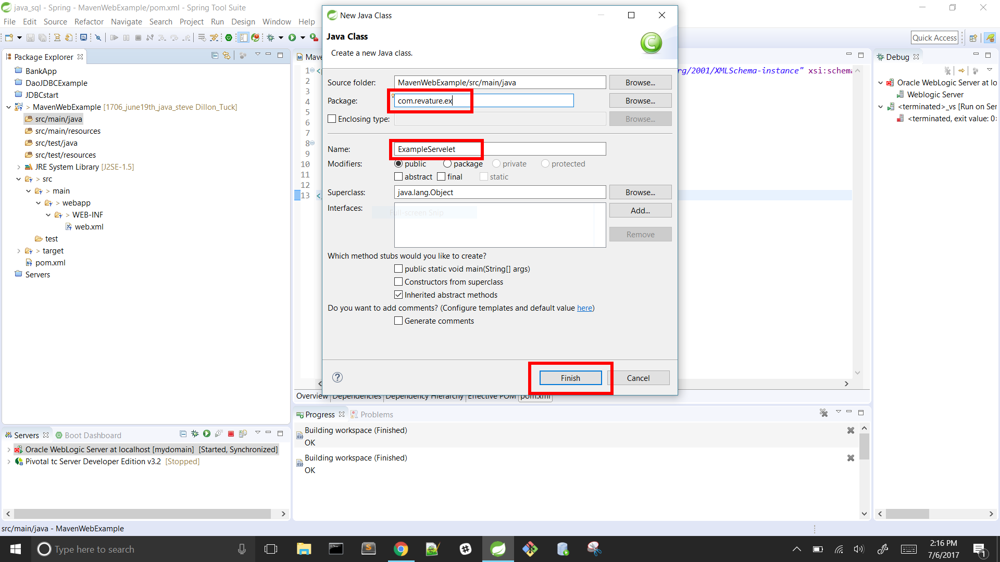 java_sql - Spring - MavenWebExample/pom.xml - Spring Tool Suite
File Edit Source Refactor Navigate Search Project Run Design Window Help
Quick Access
Package Explorer
BankApp
DaoJDBCExample
JDBCstart
> MavenWebExample [1706_june19th_java_steve Dillon_Tuck]
src/main/java
src/main/resources
src/test/java
src/test/resources
JRE System Library [J2SE-1.5]
> src
> main
> webapp
> WEB-INF
web.xml
test
> target
pom.xml
Servers
Servers Boot Dashboard
Oracle WebLogic Server at localhost [mydomain] [Started, Synchronized]
Pivotal tc Server Developer Edition v3.2 [Stopped]
Mave
1
2
3
4
5
6
7
8
9
10
11
12
13
rg/2001/XMLSchema-instance" xsi:schema
New Java Class
Java Class
Create a new Java class.
Source folder: MavenWebExample/src/main/java Browse...
Package: com.revature.ex Browse...
Enclosing type: Browse...
Name: ExampleServelet
Modifiers: public package private protected
abstract final static
Superclass: java.lang.Object Browse...
Interfaces: Add...
Full-screen Snip
Remove
Which method stubs would you like to create?
public static void main(String[] args)
Constructors from superclass
Inherited abstract methods
Do you want to add comments? (Configure templates and default value here)
Generate comments
Finish Cancel
Overview Dependencies Dependency Hierarchy Effective POM pom.xml
Progress Problems
Building workspace (Finished)
OK
Building workspace (Finished)
OK
Debug
Oracle WebLogic Server at lo
Weblogic Server
<terminated>_vs [Run on Ser
<terminated, exit value: 0>
src/main/java - MavenWebExample
Type here to search
2:16 PM
7/6/2017
1